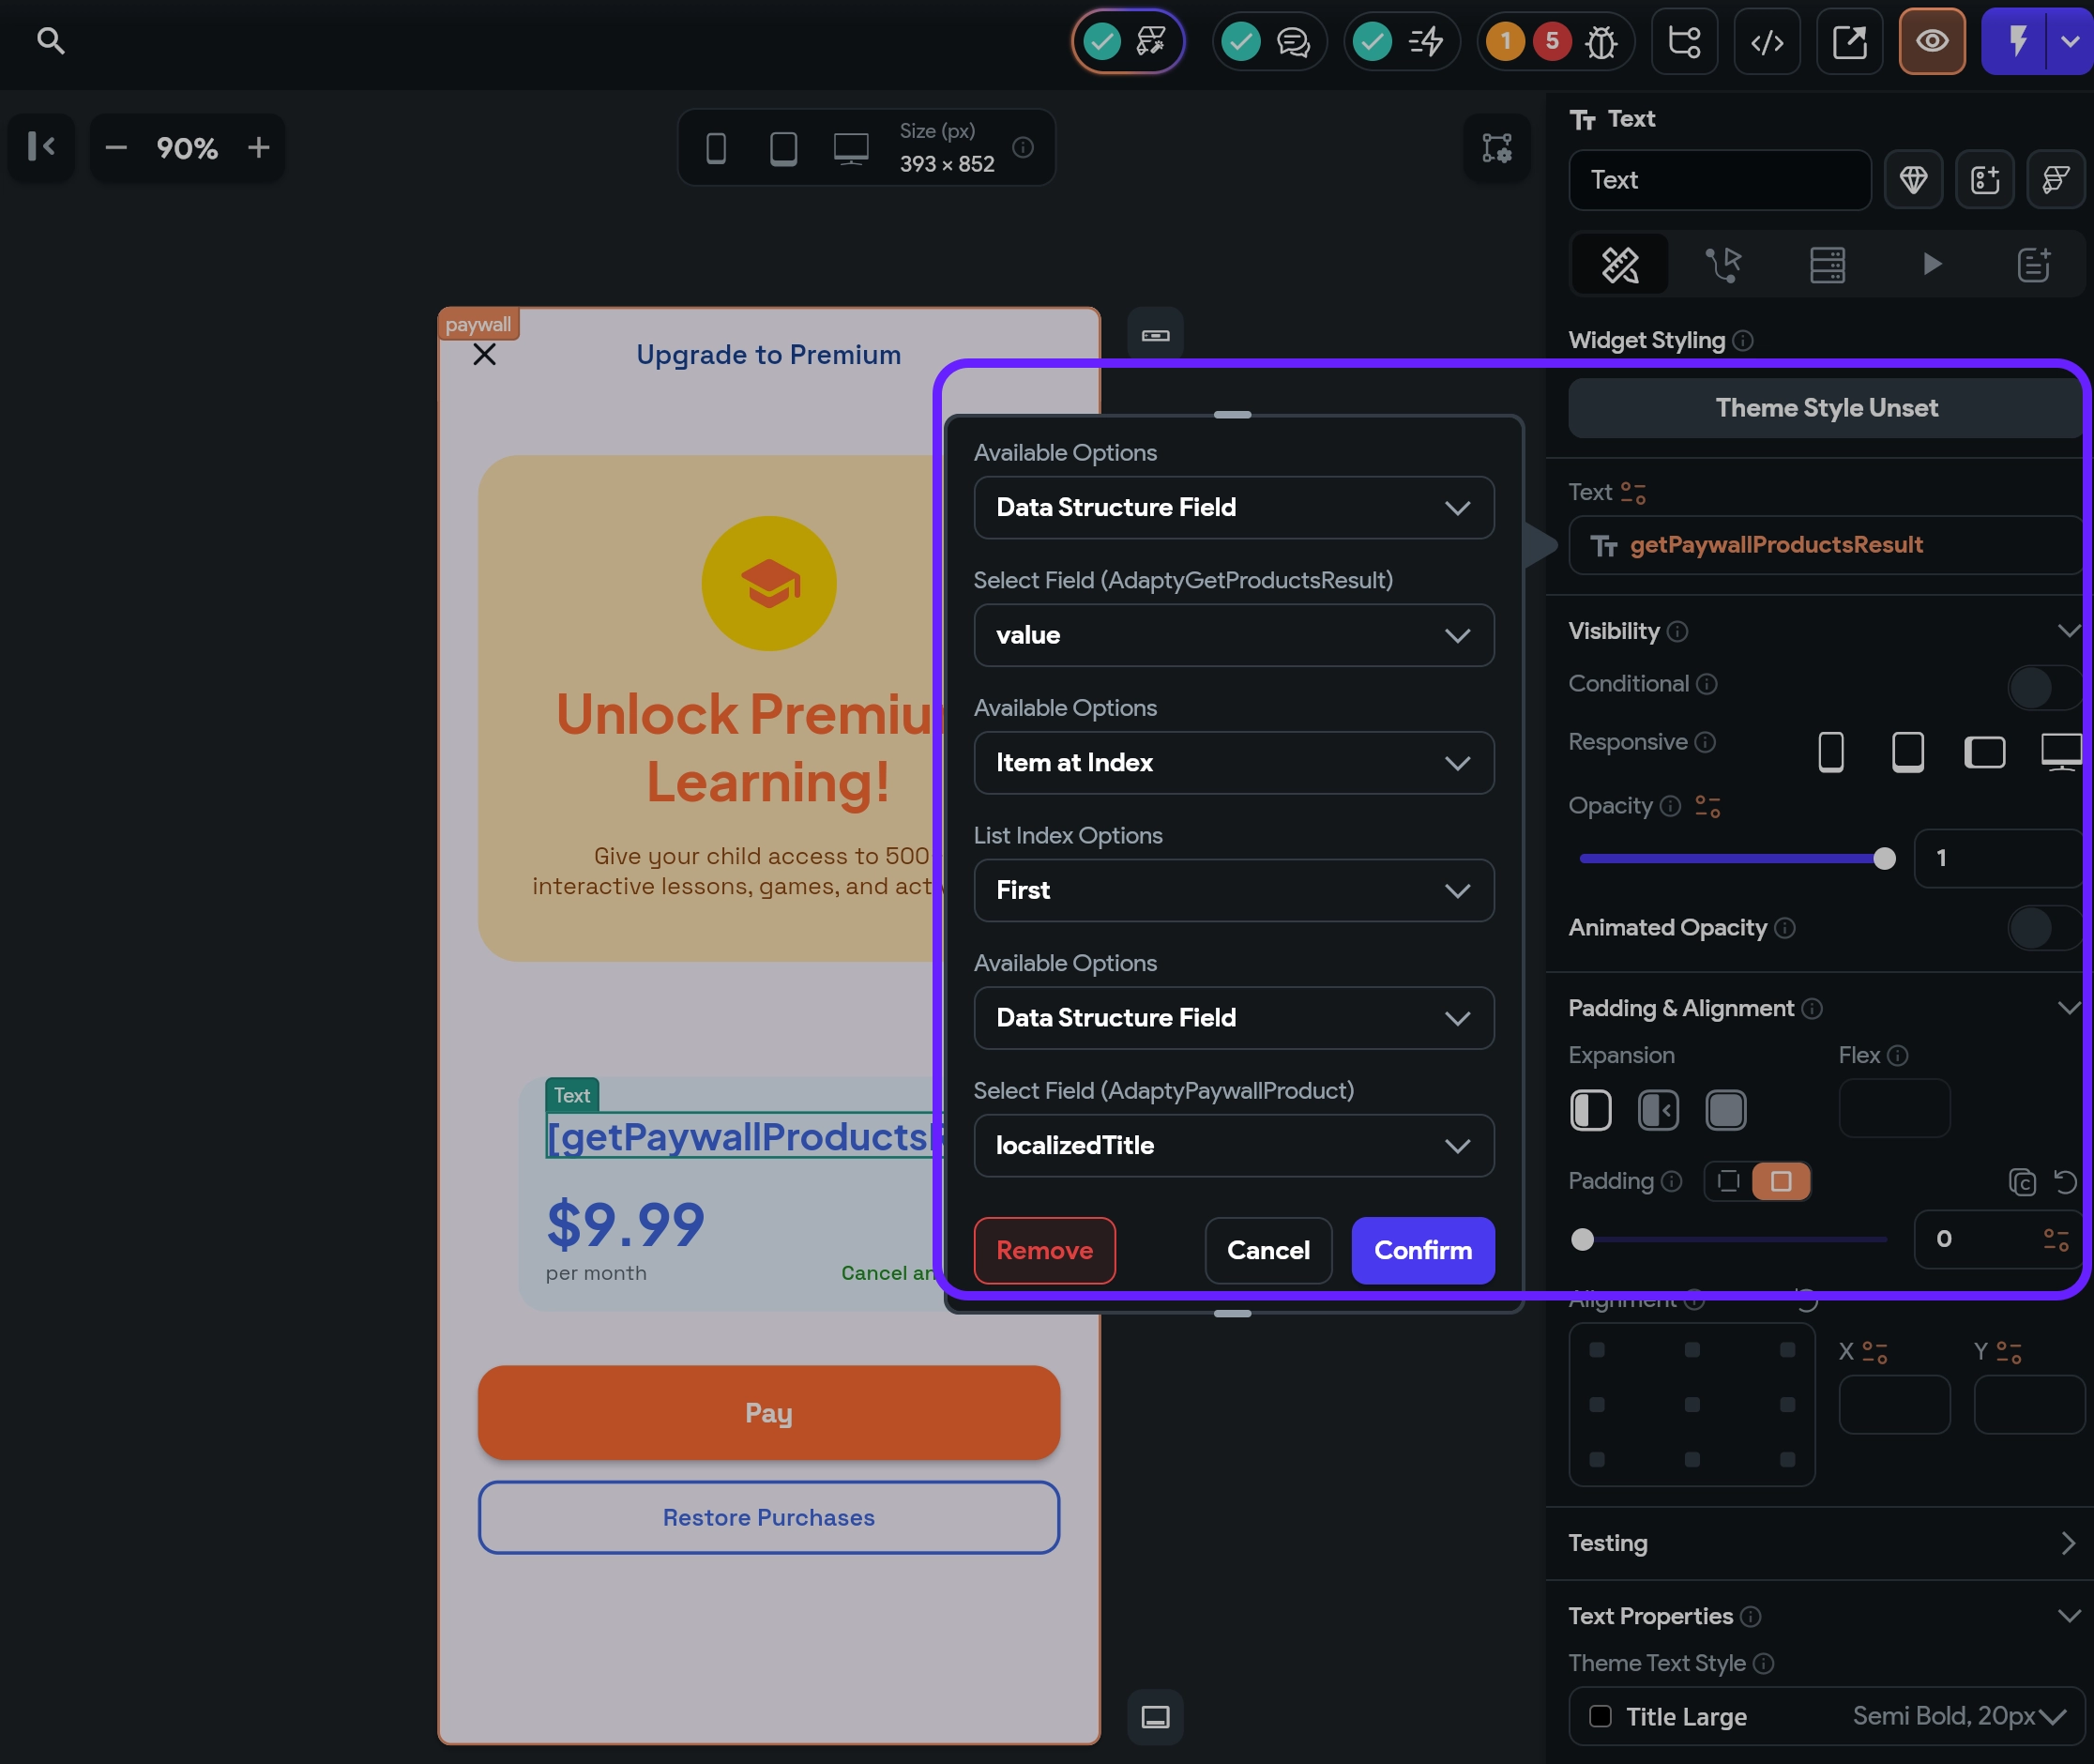 1
5
90%
Size (px)
393 × 852
Text
Text
Widget Styling
Theme Style Unset
Text
getPaywallProductsResult
Visibility
Conditional
Responsive
Opacity
1
Animated Opacity
Padding & Alignment
Expansion
Flex
Padding
0
Alignment
X
Y
Testing
Text Properties
Theme Text Style
Title Large
Semi Bold, 20px
paywall
Upgrade to Premium
Unlock Premiu
Learning!
Give your child access to 500
interactive lessons, games, and act
Text
[getPaywallProducts
$9.99
per month
Cancel an
Pay
Restore Purchases
Available Options
Data Structure Field
Select Field (AdaptyGetProductsResult)
value
Available Options
Item at Index
List Index Options
First
Available Options
Data Structure Field
Select Field (AdaptyPaywallProduct)
localizedTitle
Remove
Cancel
Confirm